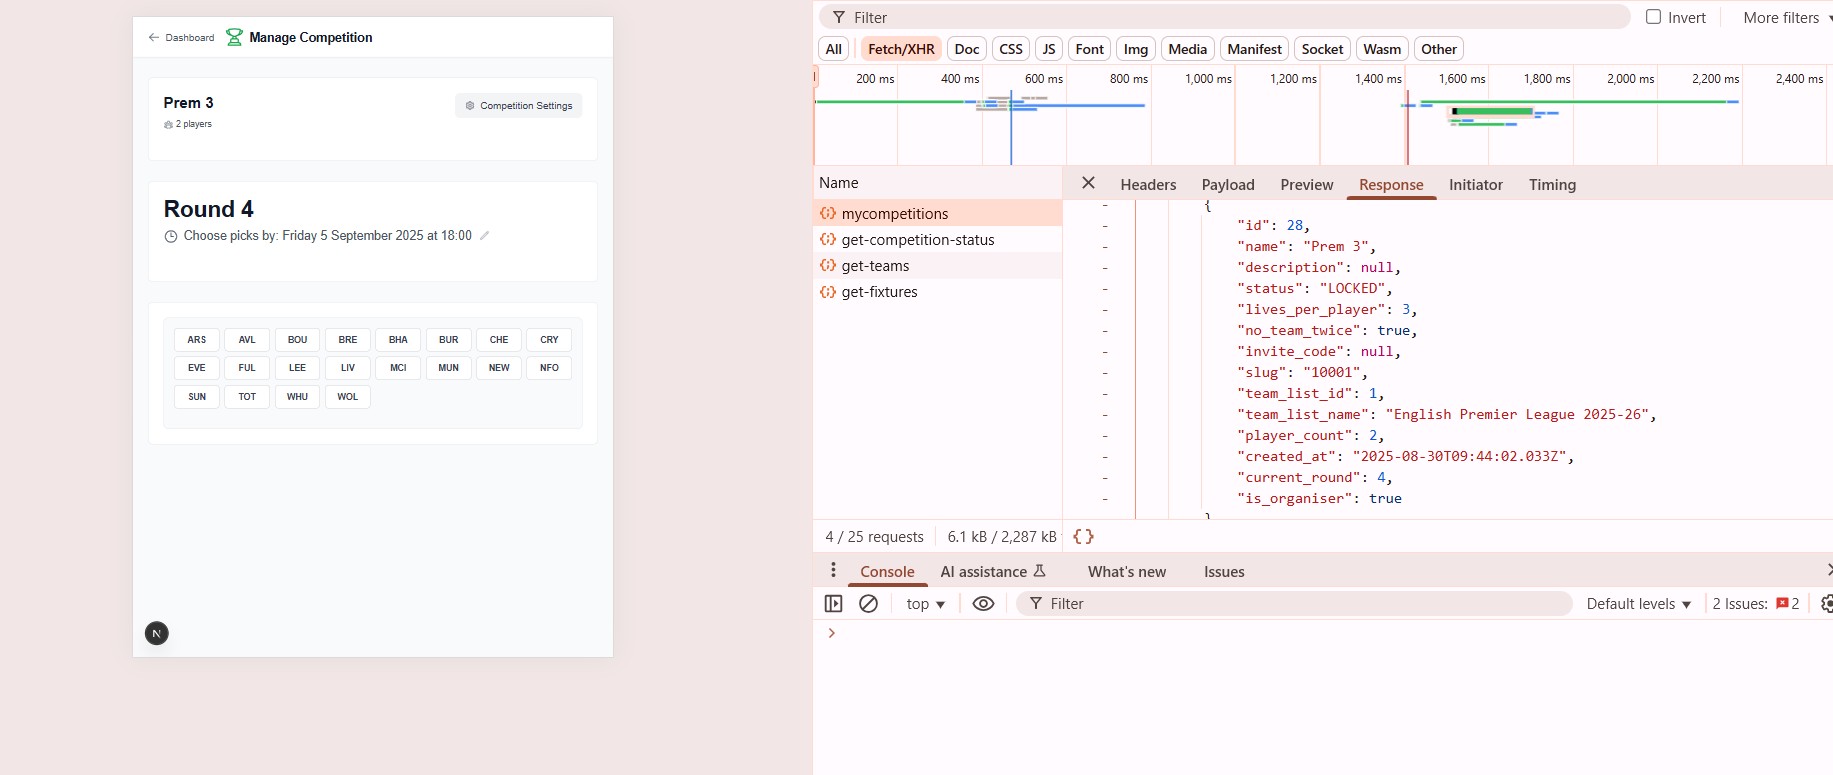 Dashboard Manage Competition
Prem 3
Competition Settings
2 players
Round 4
Choose picks by: Friday 5 September 2025 at 18:00
ARS AVL BOU BRE BHA BUR CHE CRY
EVE FUL LEE LIV MCI MUN NEW NFO
SUN TOT WHU WOL
N
Filter
Invert
More filters
All Fetch/XHR Doc CSS JS Font Img Media Manifest Socket Wasm Other
200 ms 400 ms 600 ms 800 ms 1,000 ms 1,200 ms 1,400 ms 1,600 ms 1,800 ms 2,000 ms 2,200 ms 2,400 ms
Name
mycompetitions
get-competition-status
get-teams
get-fixtures
4 / 25 requests 6.1 kB / 2,287 kB
Headers Payload Preview Response Initiator Timing
- {
- "id": 28,
- "name": "Prem 3",
- "description": null,
- "status": "LOCKED",
- "lives_per_player": 3,
- "no_team_twice": true,
- "invite_code": null,
- "slug": "10001",
- "team_list_id": 1,
- "team_list_name": "English Premier League 2025-26",
- "player_count": 2,
- "created_at": "2025-08-30T09:44:02.033Z",
- "current_round": 4,
- "is_organiser": true
}
{ }
Console AI assistance What's new Issues
top Filter Default levels 2 Issues: 2
>